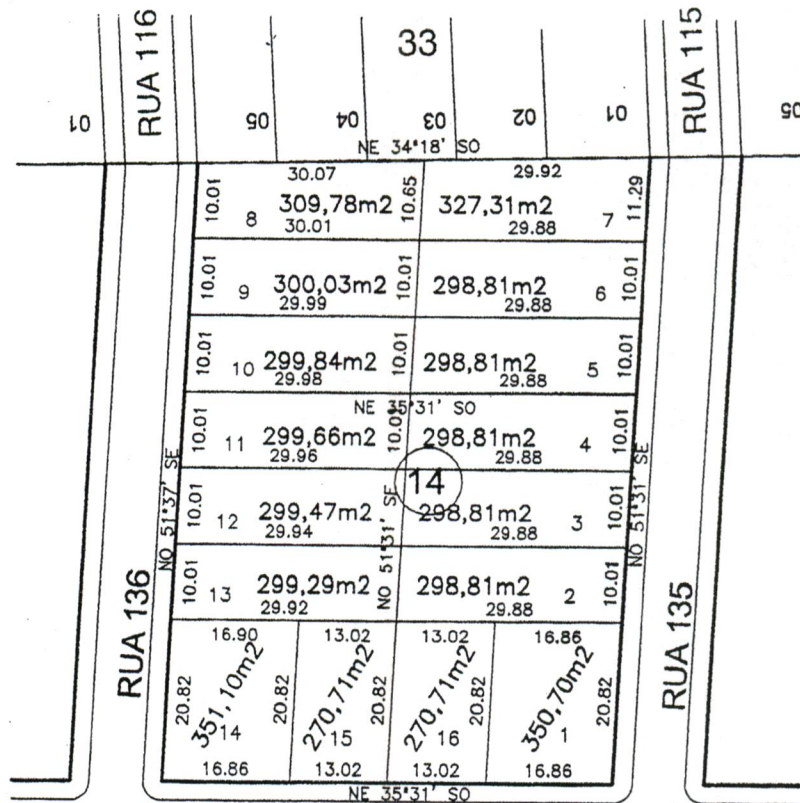 RUA 116
33
RUA 115
01
05
04
03
02
01
05
NE 34°18' SO
30.07
29.92
10.01
8
309,78m2
30.01
10.65
327,31m2
29.88
7
11.29
10.01
9
300,03m2
29.99
10.01
298,81m2
29.88
6
10.01
10.01
10
299,84m2
29.98
10.01
298,81m2
29.88
5
10.01
NE 35°31' SO
10.01
11
299,66m2
29.96
10.01
298,81m2
29.88
4
10.01
NO 51°37' SE
14
NO 51°31' SE
NO 51°31' SE
10.01
12
299,47m2
29.94
298,81m2
29.88
3
10.01
10.01
13
299,29m2
29.92
298,81m2
29.88
2
10.01
RUA 136
RUA 135
16.90
13.02
13.02
16.86
20.82
351,10m2
14
20.82
270,71m2
15
20.82
270,71m2
16
20.82
350,70m2
1
20.82
16.86
13.02
13.02
16.86
NE 35°31' SO